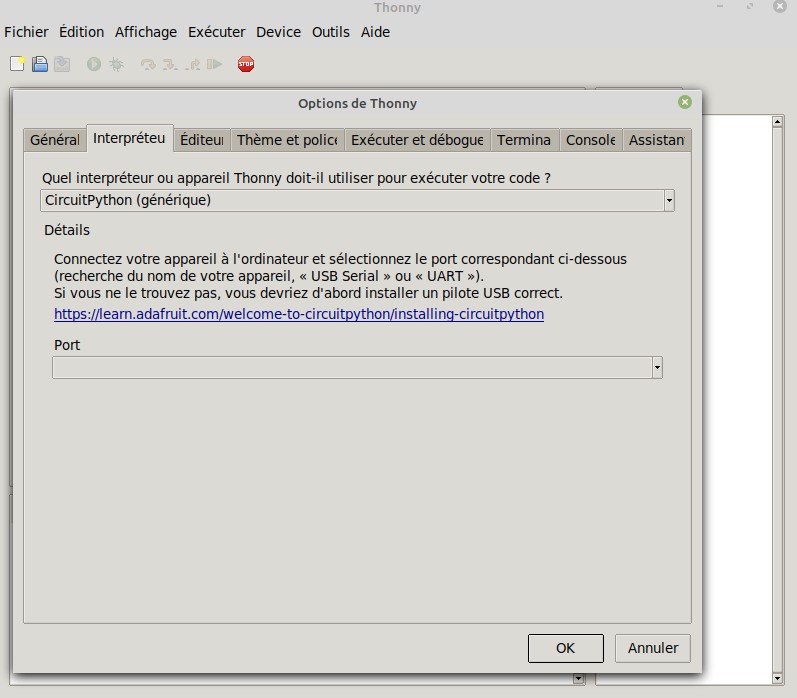 Thonny
Fichier Édition Affichage Exécuter Device Outils Aide
STOP
Options de Thonny
Général Interpréteu Éditeur Thème et police Exécuter et débogue Termina Console Assistan
Quel interpréteur ou appareil Thonny doit-il utiliser pour exécuter votre code ?
CircuitPython (générique)
Détails
Connectez votre appareil à l'ordinateur et sélectionnez le port correspondant ci-dessous
(recherche du nom de votre appareil, « USB Serial » ou « UART »).
Si vous ne le trouvez pas, vous devriez d'abord installer un pilote USB correct.
https://learn.adafruit.com/welcome-to-circuitpython/installing-circuitpython
Port
OK Annuler